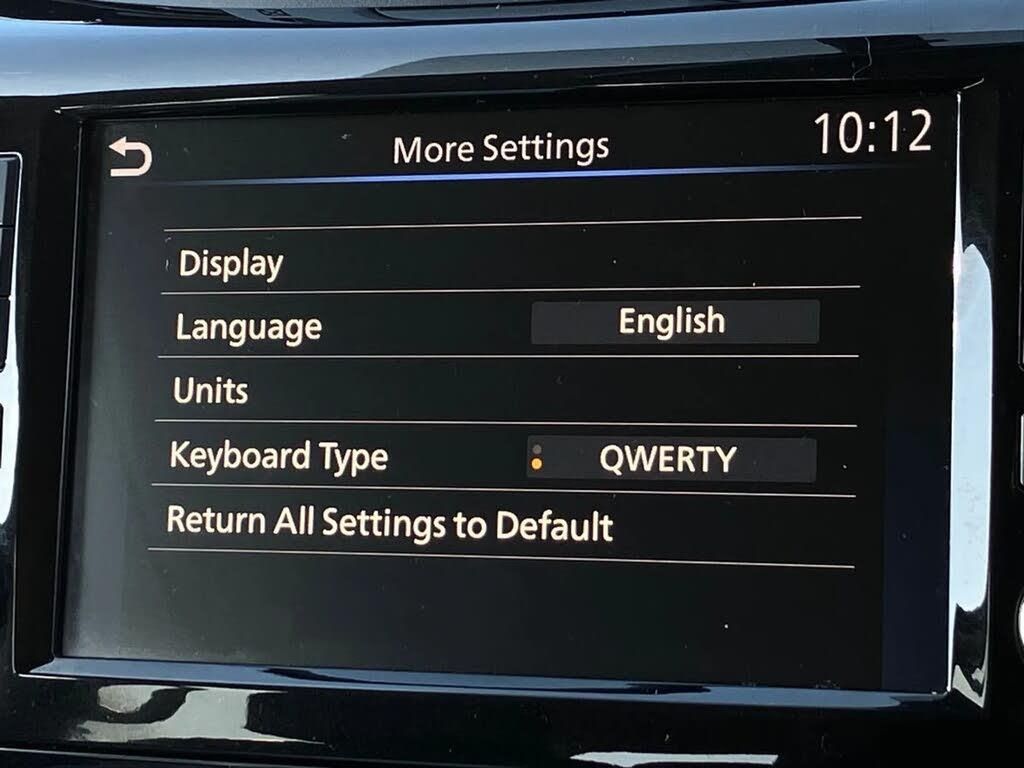 More Settings 10:12
Display
Language English
Units
Keyboard Type QWERTY
Return All Settings to Default